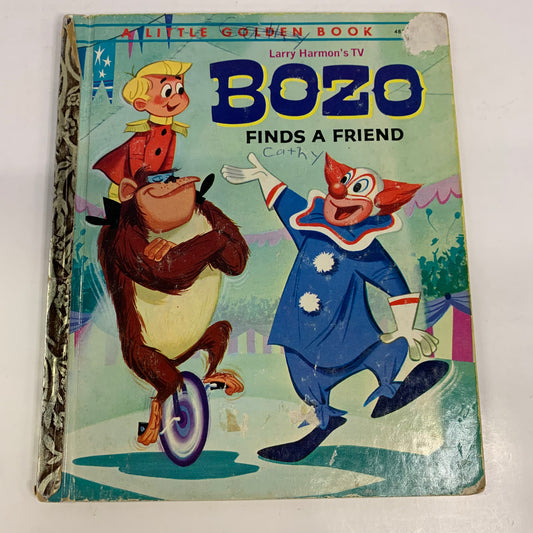 A LITTLE GOLDEN BOOK
Larry Harmon's TV
BOZO
FINDS A FRIEND
Cathy